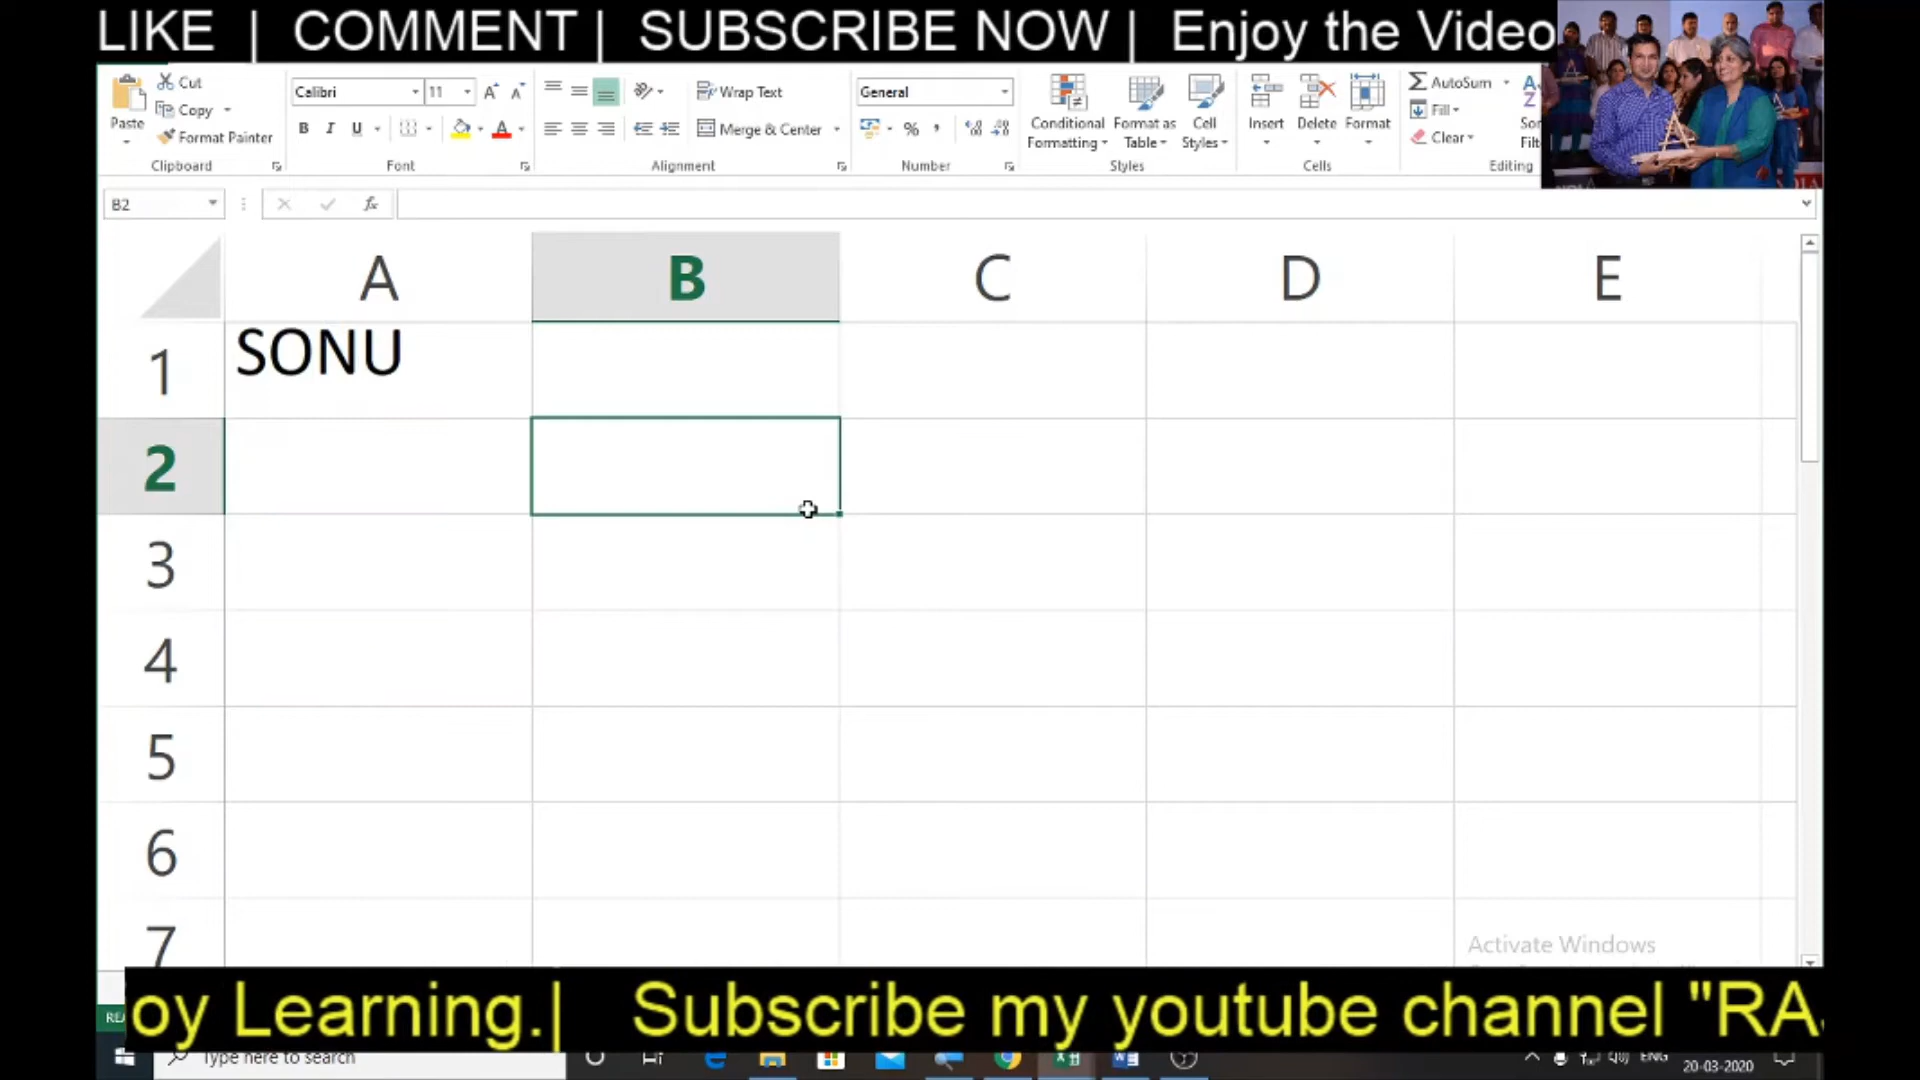 LIKE | COMMENT | SUBSCRIBE NOW | Enjoy the Video
Cut
Copy
Format Painter
Paste
Clipboard
Calibri
11
B I U
A
Font
Wrap Text
Merge & Center
Alignment
General
%
Number
Conditional
Formatting
Format as
Table
Cell
Styles
Styles
Insert
Delete
Format
Cells
AutoSum
Fill
Clear
Editing
B2
fx
A B C D E
1 SONU
2
3
4
5
6
7
Activate Windows
oy Learning.| Subscribe my youtube channel "RA
Type here to search
ENG
20-03-2020